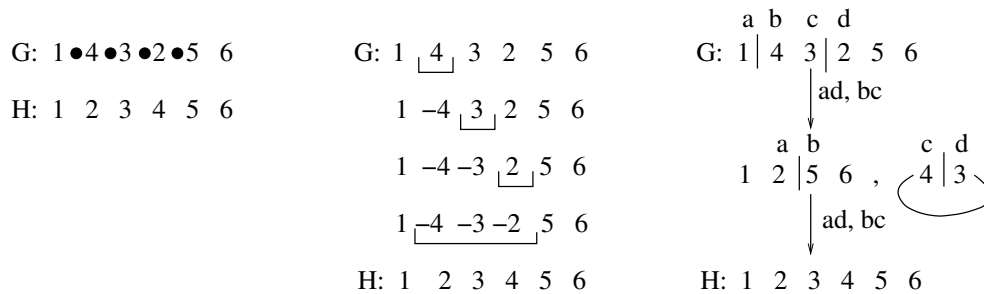 G: 1 •4 •3 •2 •5 6
H: 1 2 3 4 5 6
G: 1 4 3 2 5 6
1 −4 3 2 5 6
1 −4 −3 2 5 6
1 −4 −3 −2 5 6
H: 1 2 3 4 5 6
a b c d
G: 1 | 4 3 | 2 5 6
ad, bc
a b c d
1 2 | 5 6 , 4 | 3
ad, bc
H: 1 2 3 4 5 6